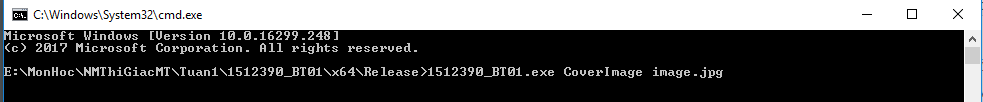 C:\Windows\System32\cmd.exe
Microsoft Windows [Version 10.0.16299.248]
(c) 2017 Microsoft Corporation. All rights reserved.
E:\MonHoc\NMThiGiacMT\Tuan1\1512390_BT01\x64\Release>1512390_BT01.exe CoverImage image.jpg